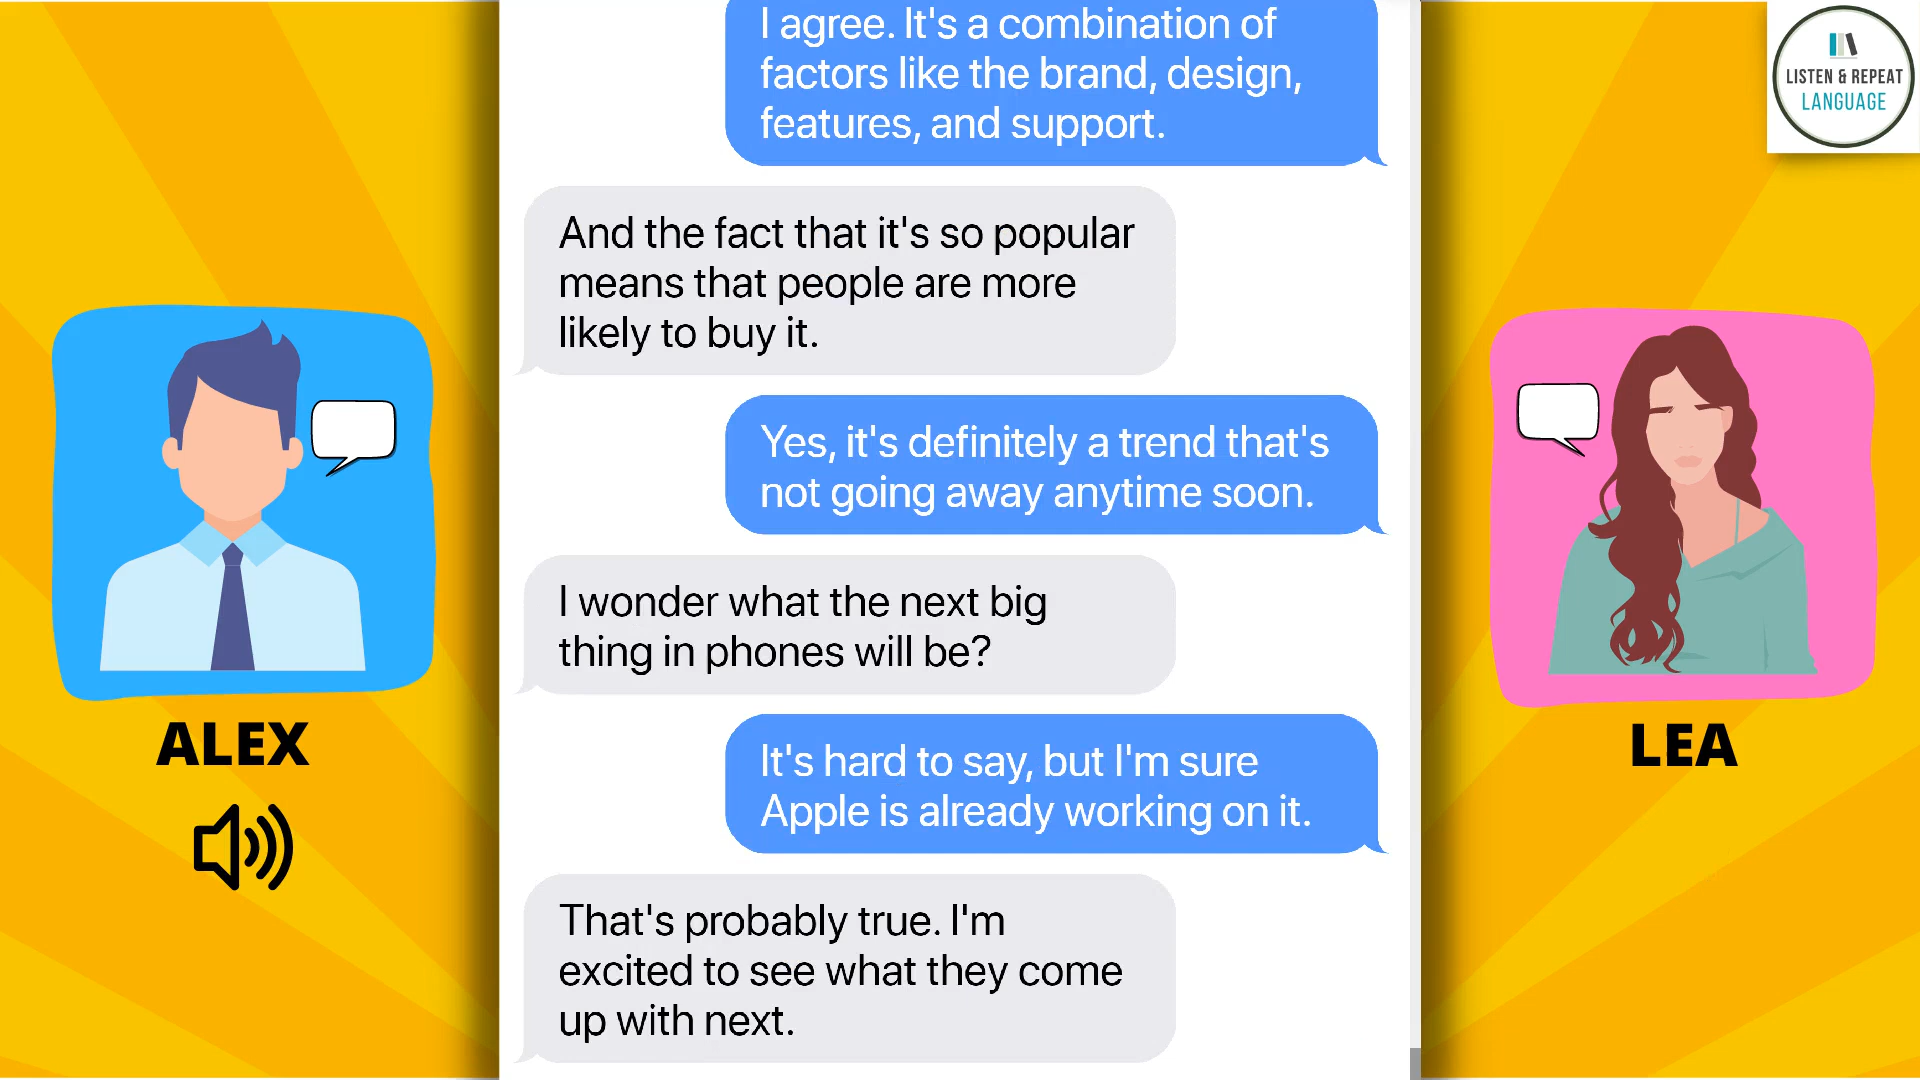 I agree. It's a combination of
factors like the brand, design,
features, and support.
And the fact that it's so popular
means that people are more
likely to buy it.
Yes, it's definitely a trend that's
not going away anytime soon.
I wonder what the next big
thing in phones will be?
It's hard to say, but I'm sure
Apple is already working on it.
That's probably true. I'm
excited to see what they come
up with next.
ALEX
LEA
LISTEN & REPEAT
LANGUAGE